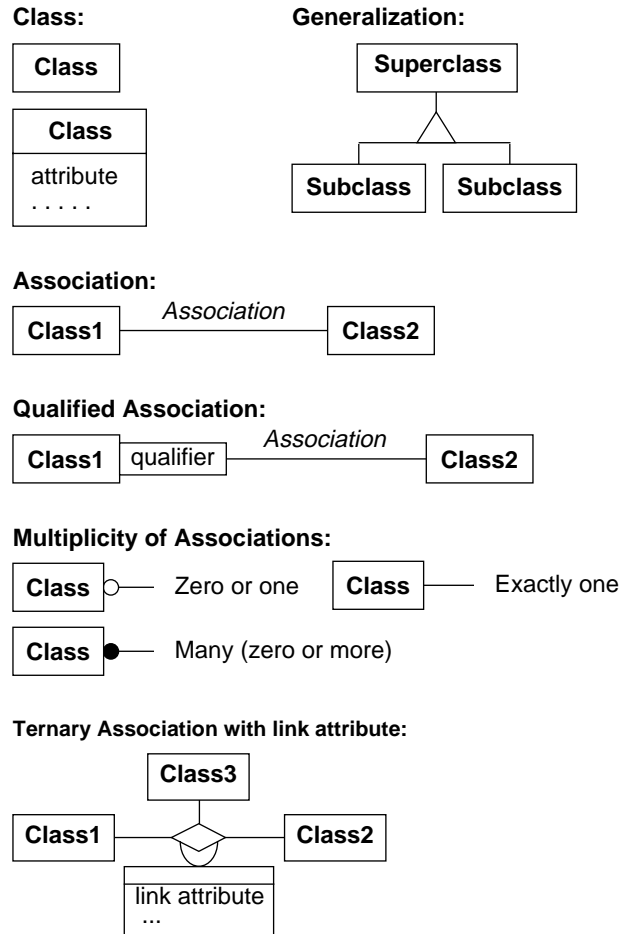 Class:
Generalization:
Class
Superclass
Class
attribute
. . . . .
Subclass
Subclass
Association:
Class1
Association
Class2
Qualified Association:
Class1
qualifier
Association
Class2
Multiplicity of Associations:
Class
Zero or one
Class
Exactly one
Class
Many (zero or more)
Ternary Association with link attribute:
Class3
Class1
Class2
link attribute
...